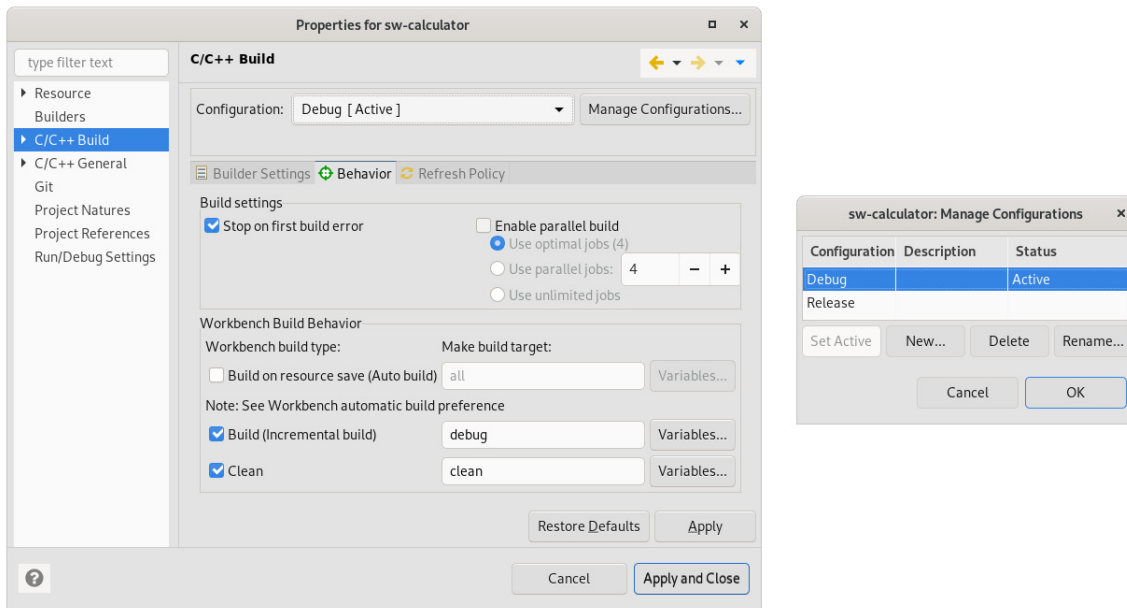 Properties for sw-calculator
type filter text
Resource
Builders
C/C++ Build
C/C++ General
Git
Project Natures
Project References
Run/Debug Settings
C/C++ Build
Configuration: Debug [ Active ] Manage Configurations...
Builder Settings Behavior Refresh Policy
Build settings
Stop on first build error Enable parallel build
Use optimal jobs (4)
Use parallel jobs: 4 − +
Use unlimited jobs
Workbench Build Behavior
Workbench build type: Make build target:
Build on resource save (Auto build) all Variables...
Note: See Workbench automatic build preference
Build (Incremental build) debug Variables...
Clean clean Variables...
Restore Defaults Apply
? Cancel Apply and Close
sw-calculator: Manage Configurations ×
Configuration Description Status
Debug Active
Release
Set Active New... Delete Rename...
Cancel OK